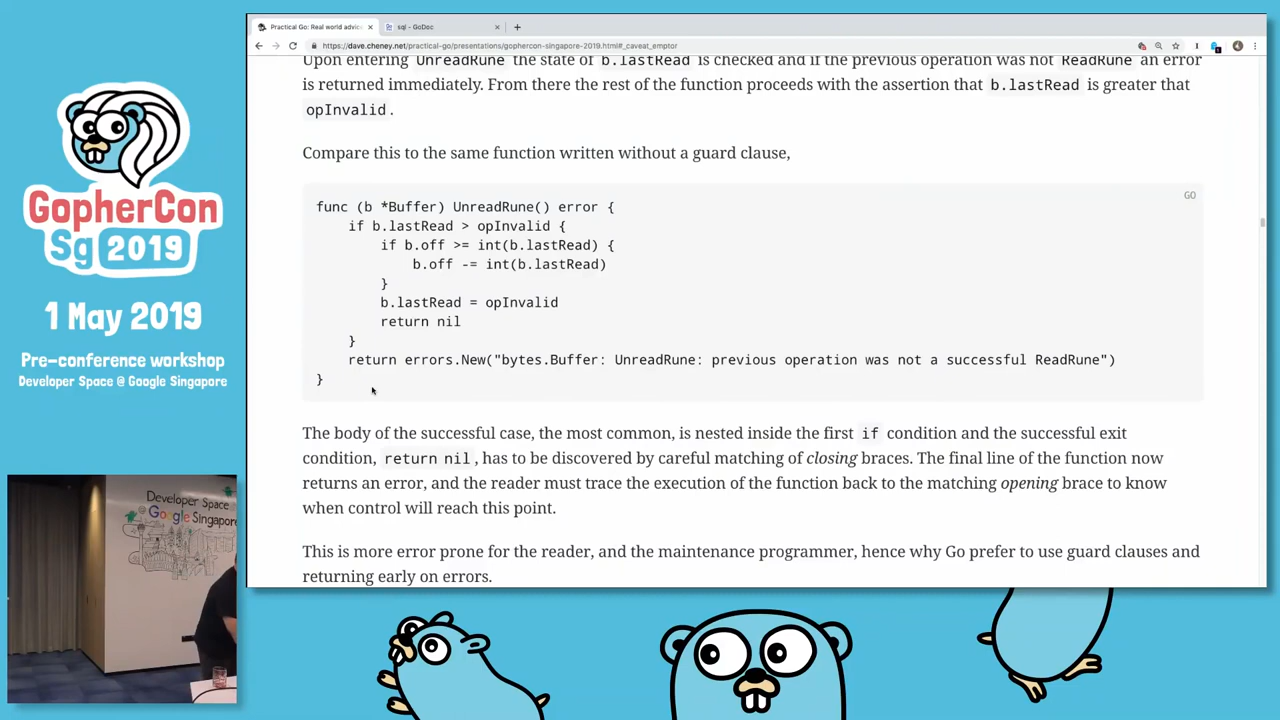 Practical Go: Real world advic
sql - GoDoc
https://dave.cheney.net/practical-go/presentations/gophercon-singapore-2019.html#_caveat_emptor
Upon entering UnreadRune the state of b.lastRead is checked and if the previous operation was not ReadRune an error
is returned immediately. From there the rest of the function proceeds with the assertion that b.lastRead is greater that
opInvalid.
Compare this to the same function written without a guard clause,
GO
func (b *Buffer) UnreadRune() error {
    if b.lastRead > opInvalid {
        if b.off >= int(b.lastRead) {
            b.off -= int(b.lastRead)
        }
        b.lastRead = opInvalid
        return nil
    }
    return errors.New("bytes.Buffer: UnreadRune: previous operation was not a successful ReadRune")
}
The body of the successful case, the most common, is nested inside the first if condition and the successful exit
condition, return nil, has to be discovered by careful matching of closing braces. The final line of the function now
returns an error, and the reader must trace the execution of the function back to the matching opening brace to know
when control will reach this point.
This is more error prone for the reader, and the maintenance programmer, hence why Go prefer to use guard clauses and
returning early on errors.
GopherCon
Sg 2019
1 May 2019
Pre-conference workshop
Developer Space @ Google Singapore
Developer Space
@ Google Singapore